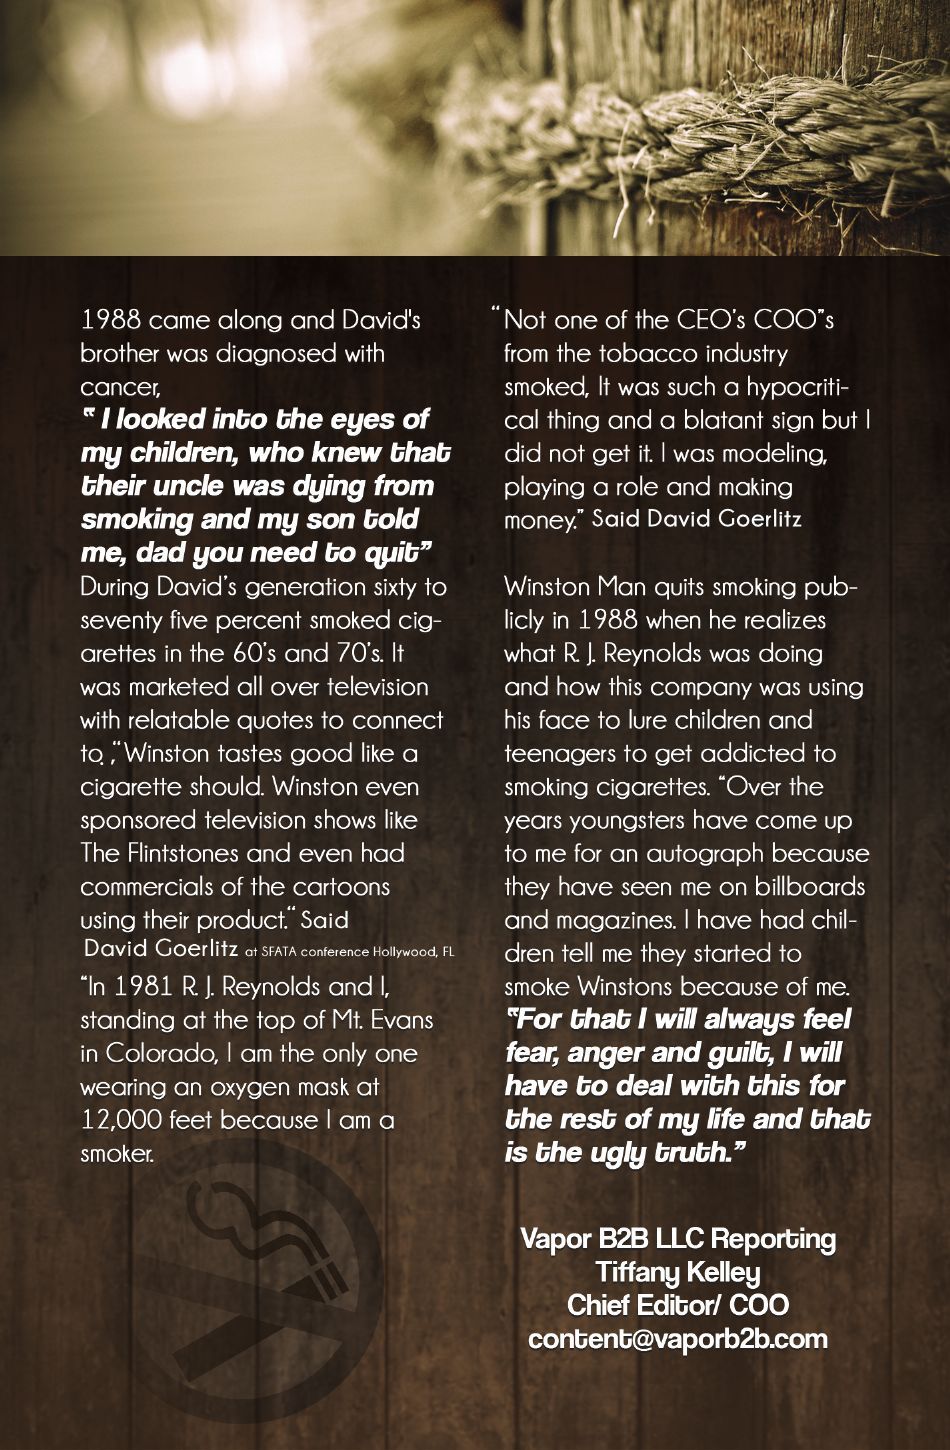 1988 came along and David's
brother was diagnosed with
cancer,
“ I looked into the eyes of
my children, who knew that
their uncle was dying from
smoking and my son told
me, dad you need to quit”
During David’s generation sixty to
seventy five percent smoked cig-
arettes in the 60’s and 70’s. It
was marketed all over television
with relatable quotes to connect
to, ,“Winston tastes good like a
cigarette should. Winston even
sponsored television shows like
The Flintstones and even had
commercials of the cartoons
using their product.“ Said
David Goerlitz at SFATA conference Hollywood, FL
“In 1981 R. J. Reynolds and I,
standing at the top of Mt. Evans
in Colorado, I am the only one
wearing an oxygen mask at
12,000 feet because I am a
smoker.
“Not one of the CEO’s COO”s
from the tobacco industry
smoked, It was such a hypocriti-
cal thing and a blatant sign but I
did not get it. I was modeling,
playing a role and making
money.” Said David Goerlitz
Winston Man quits smoking pub-
licly in 1988 when he realizes
what R. J. Reynolds was doing
and how this company was using
his face to lure children and
teenagers to get addicted to
smoking cigarettes. “Over the
years youngsters have come up
to me for an autograph because
they have seen me on billboards
and magazines. I have had chil-
dren tell me they started to
smoke Winstons because of me.
“For that I will always feel
fear, anger and guilt, I will
have to deal with this for
the rest of my life and that
is the ugly truth.”
Vapor B2B LLC Reporting
Tiffany Kelley
Chief Editor/ COO
content@vaporb2b.com